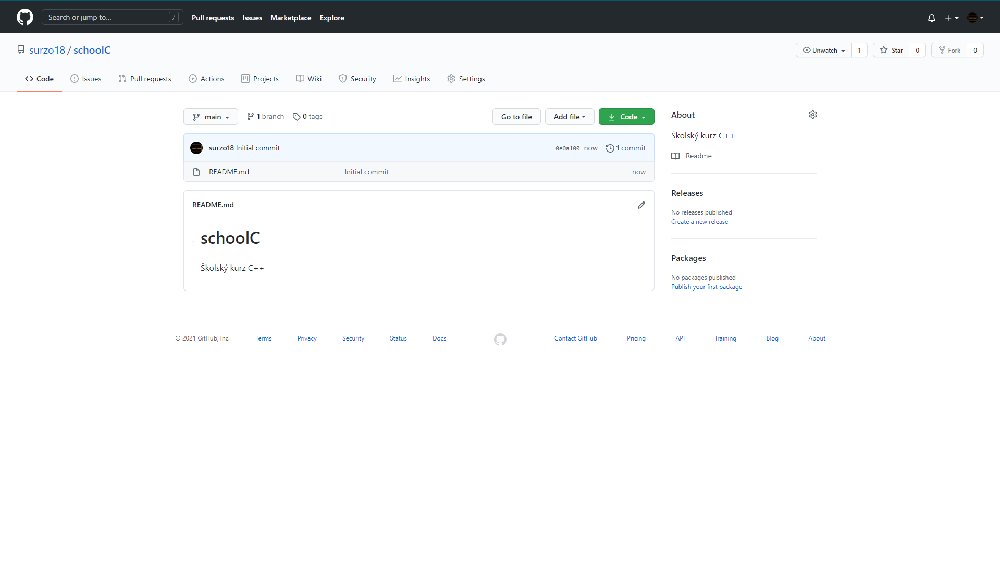 Search or jump to... /
Pull requests Issues Marketplace Explore
surzo18 / schoolC
Unwatch 1 Star 0 Fork 0
Code Issues Pull requests Actions Projects Wiki Security Insights Settings
main 1 branch 0 tags Go to file Add file Code
surzo18 Initial commit 0e0a100 now 1 commit
README.md Initial commit now
README.md
schoolC
Školský kurz C++
About
Školský kurz C++
Readme
Releases
No releases published
Create a new release
Packages
No packages published
Publish your first package
© 2021 GitHub, Inc. Terms Privacy Security Status Docs Contact GitHub Pricing API Training Blog About